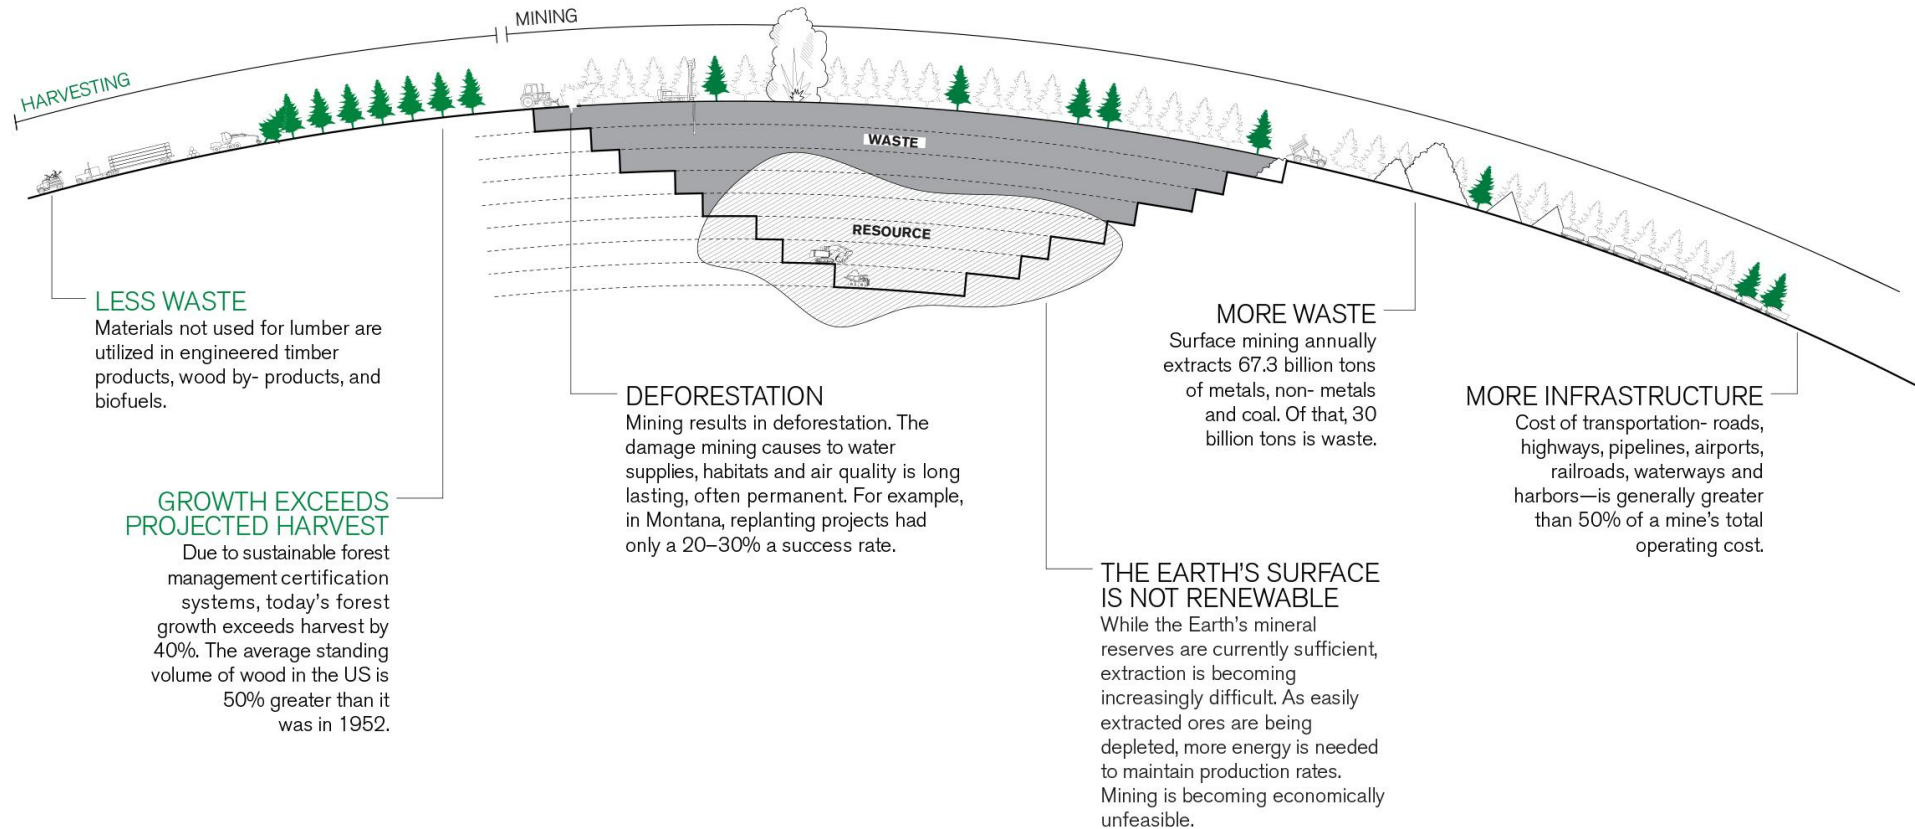 HARVESTING
MINING
WASTE
RESOURCE
LESS WASTE
Materials not used for lumber are
utilized in engineered timber
products, wood by- products, and
biofuels.
GROWTH EXCEEDS
PROJECTED HARVEST
Due to sustainable forest
management certification
systems, today’s forest
growth exceeds harvest by
40%. The average standing
volume of wood in the US is
50% greater than it
was in 1952.
DEFORESTATION
Mining results in deforestation. The
damage mining causes to water
supplies, habitats and air quality is long
lasting, often permanent. For example,
in Montana, replanting projects had
only a 20–30% a success rate.
THE EARTH’S SURFACE
IS NOT RENEWABLE
While the Earth’s mineral
reserves are currently sufficient,
extraction is becoming
increasingly difficult. As easily
extracted ores are being
depleted, more energy is needed
to maintain production rates.
Mining is becoming economically
unfeasible.
MORE WASTE
Surface mining annually
extracts 67.3 billion tons
of metals, non- metals
and coal. Of that, 30
billion tons is waste.
MORE INFRASTRUCTURE
Cost of transportation- roads,
highways, pipelines, airports,
railroads, waterways and
harbors—is generally greater
than 50% of a mine’s total
operating cost.